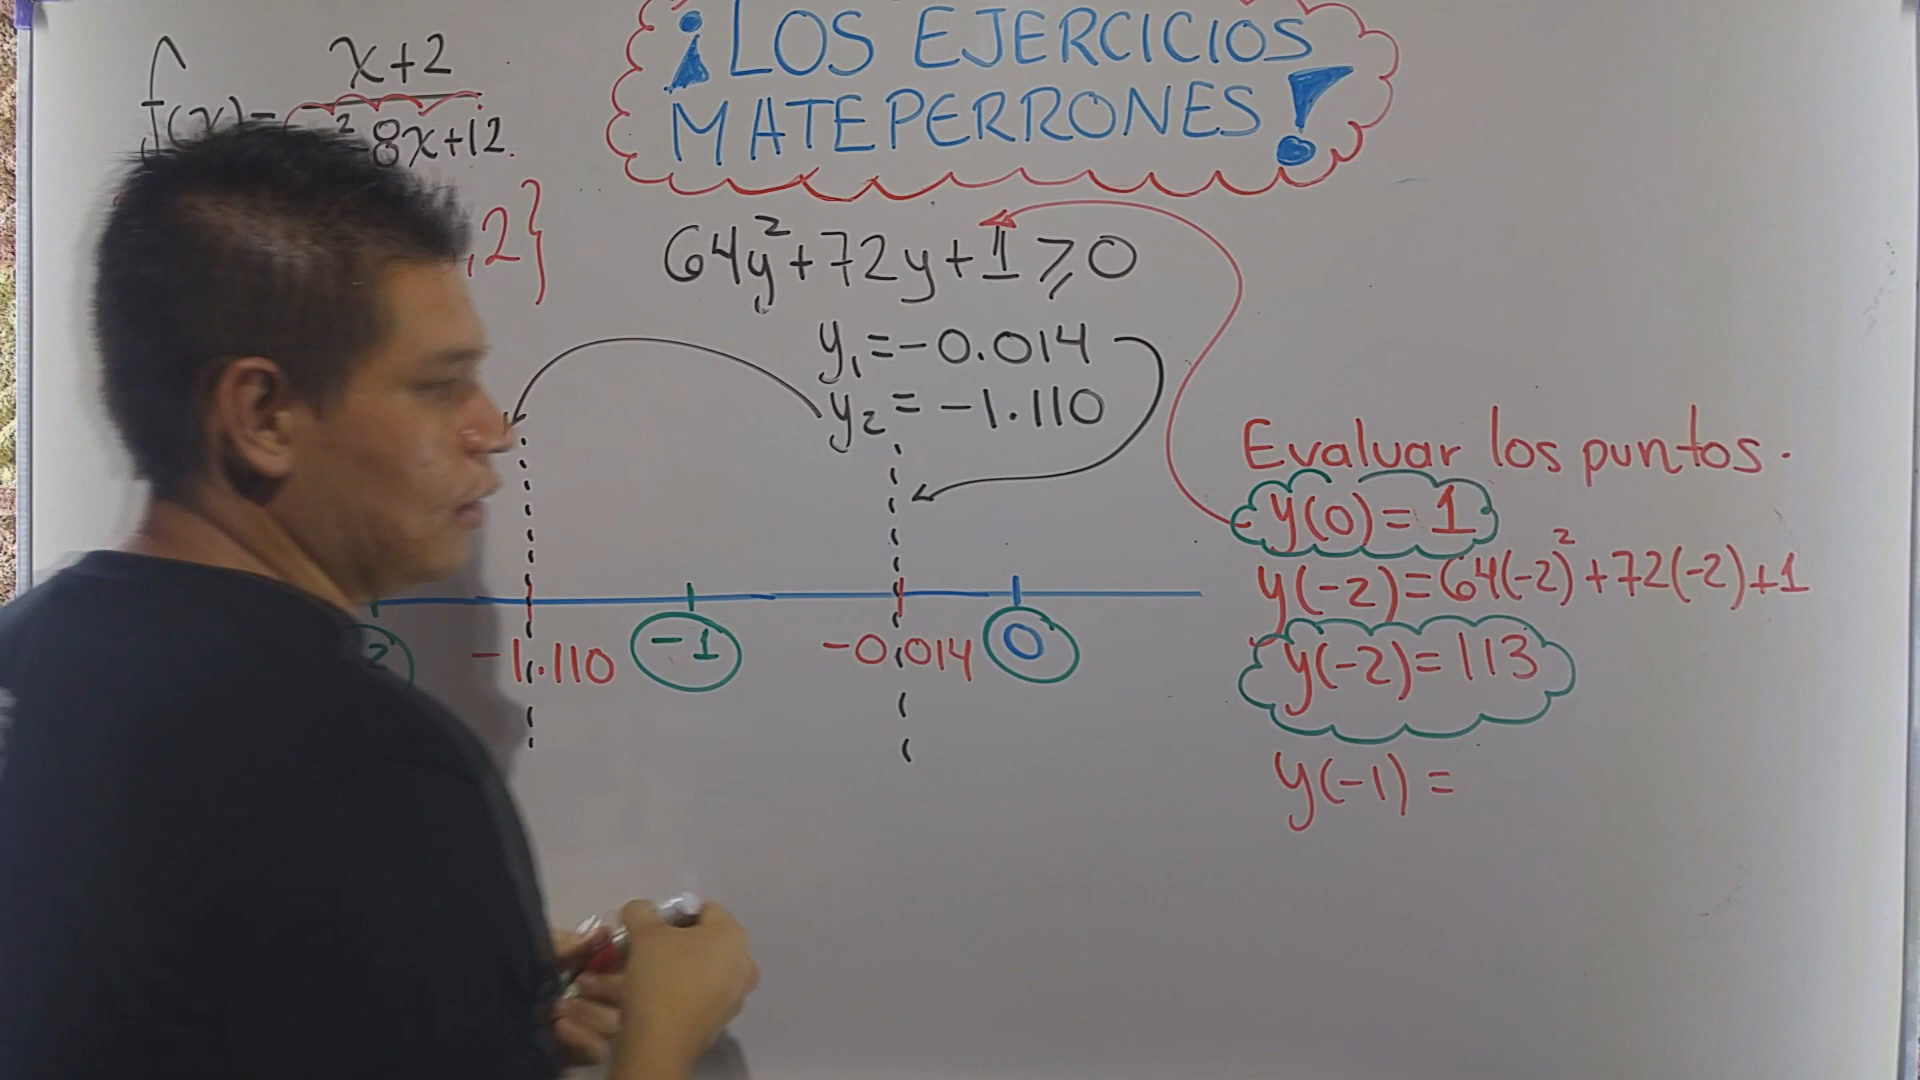 ¡LOS EJERCICIOS
MATEPERRONES!
x+2
f(x)=
²-8x+12
,2}
64y²+72y+1≥0
y₁=-0.014
y₂=-1.110
Evaluar los puntos.
y(0)=1
y(-2)=64(-2)²+72(-2)+1
y(-2)=113
y(-1)=
2 -1.110 -1 -0.014 0